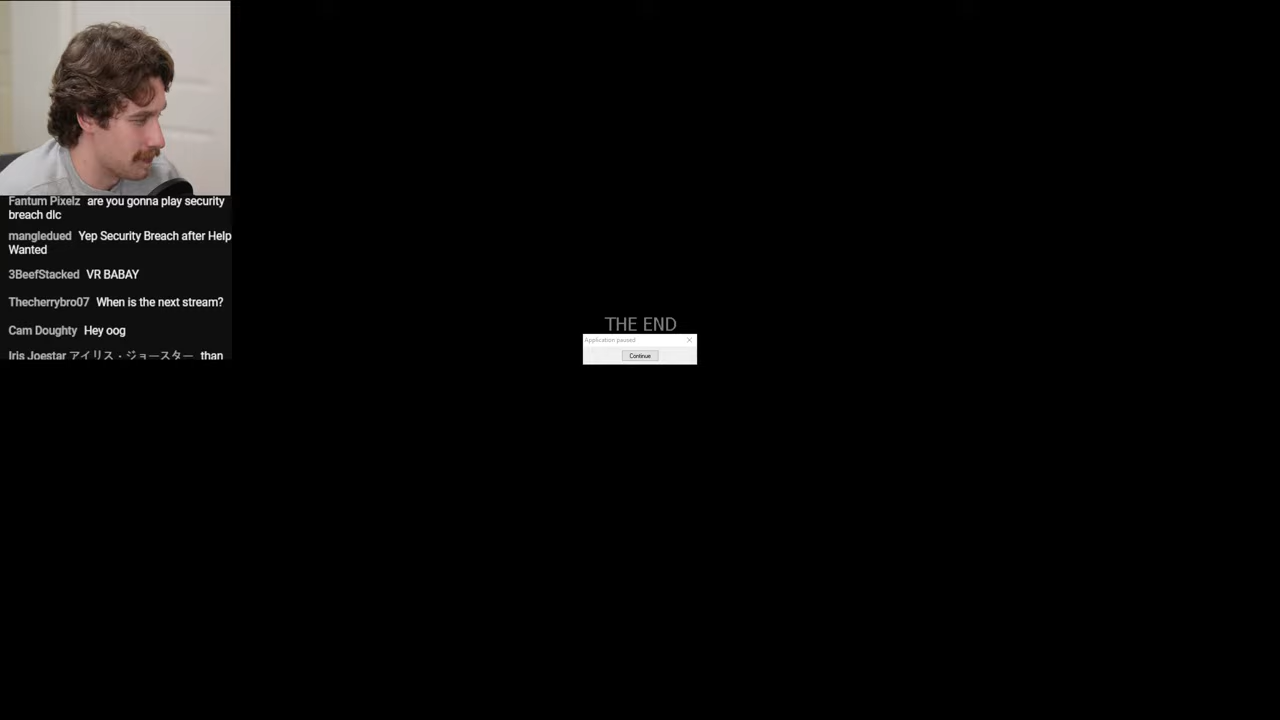 Fantum Pixelz are you gonna play security
breach dlc
mangledued Yep Security Breach after Help
Wanted
3BeefStacked VR BABAY
Thecherrybro07 When is the next stream?
Cam Doughty Hey oog
Iris Joestar アイリス・ジョースター than
THE END
Application paused
Continue